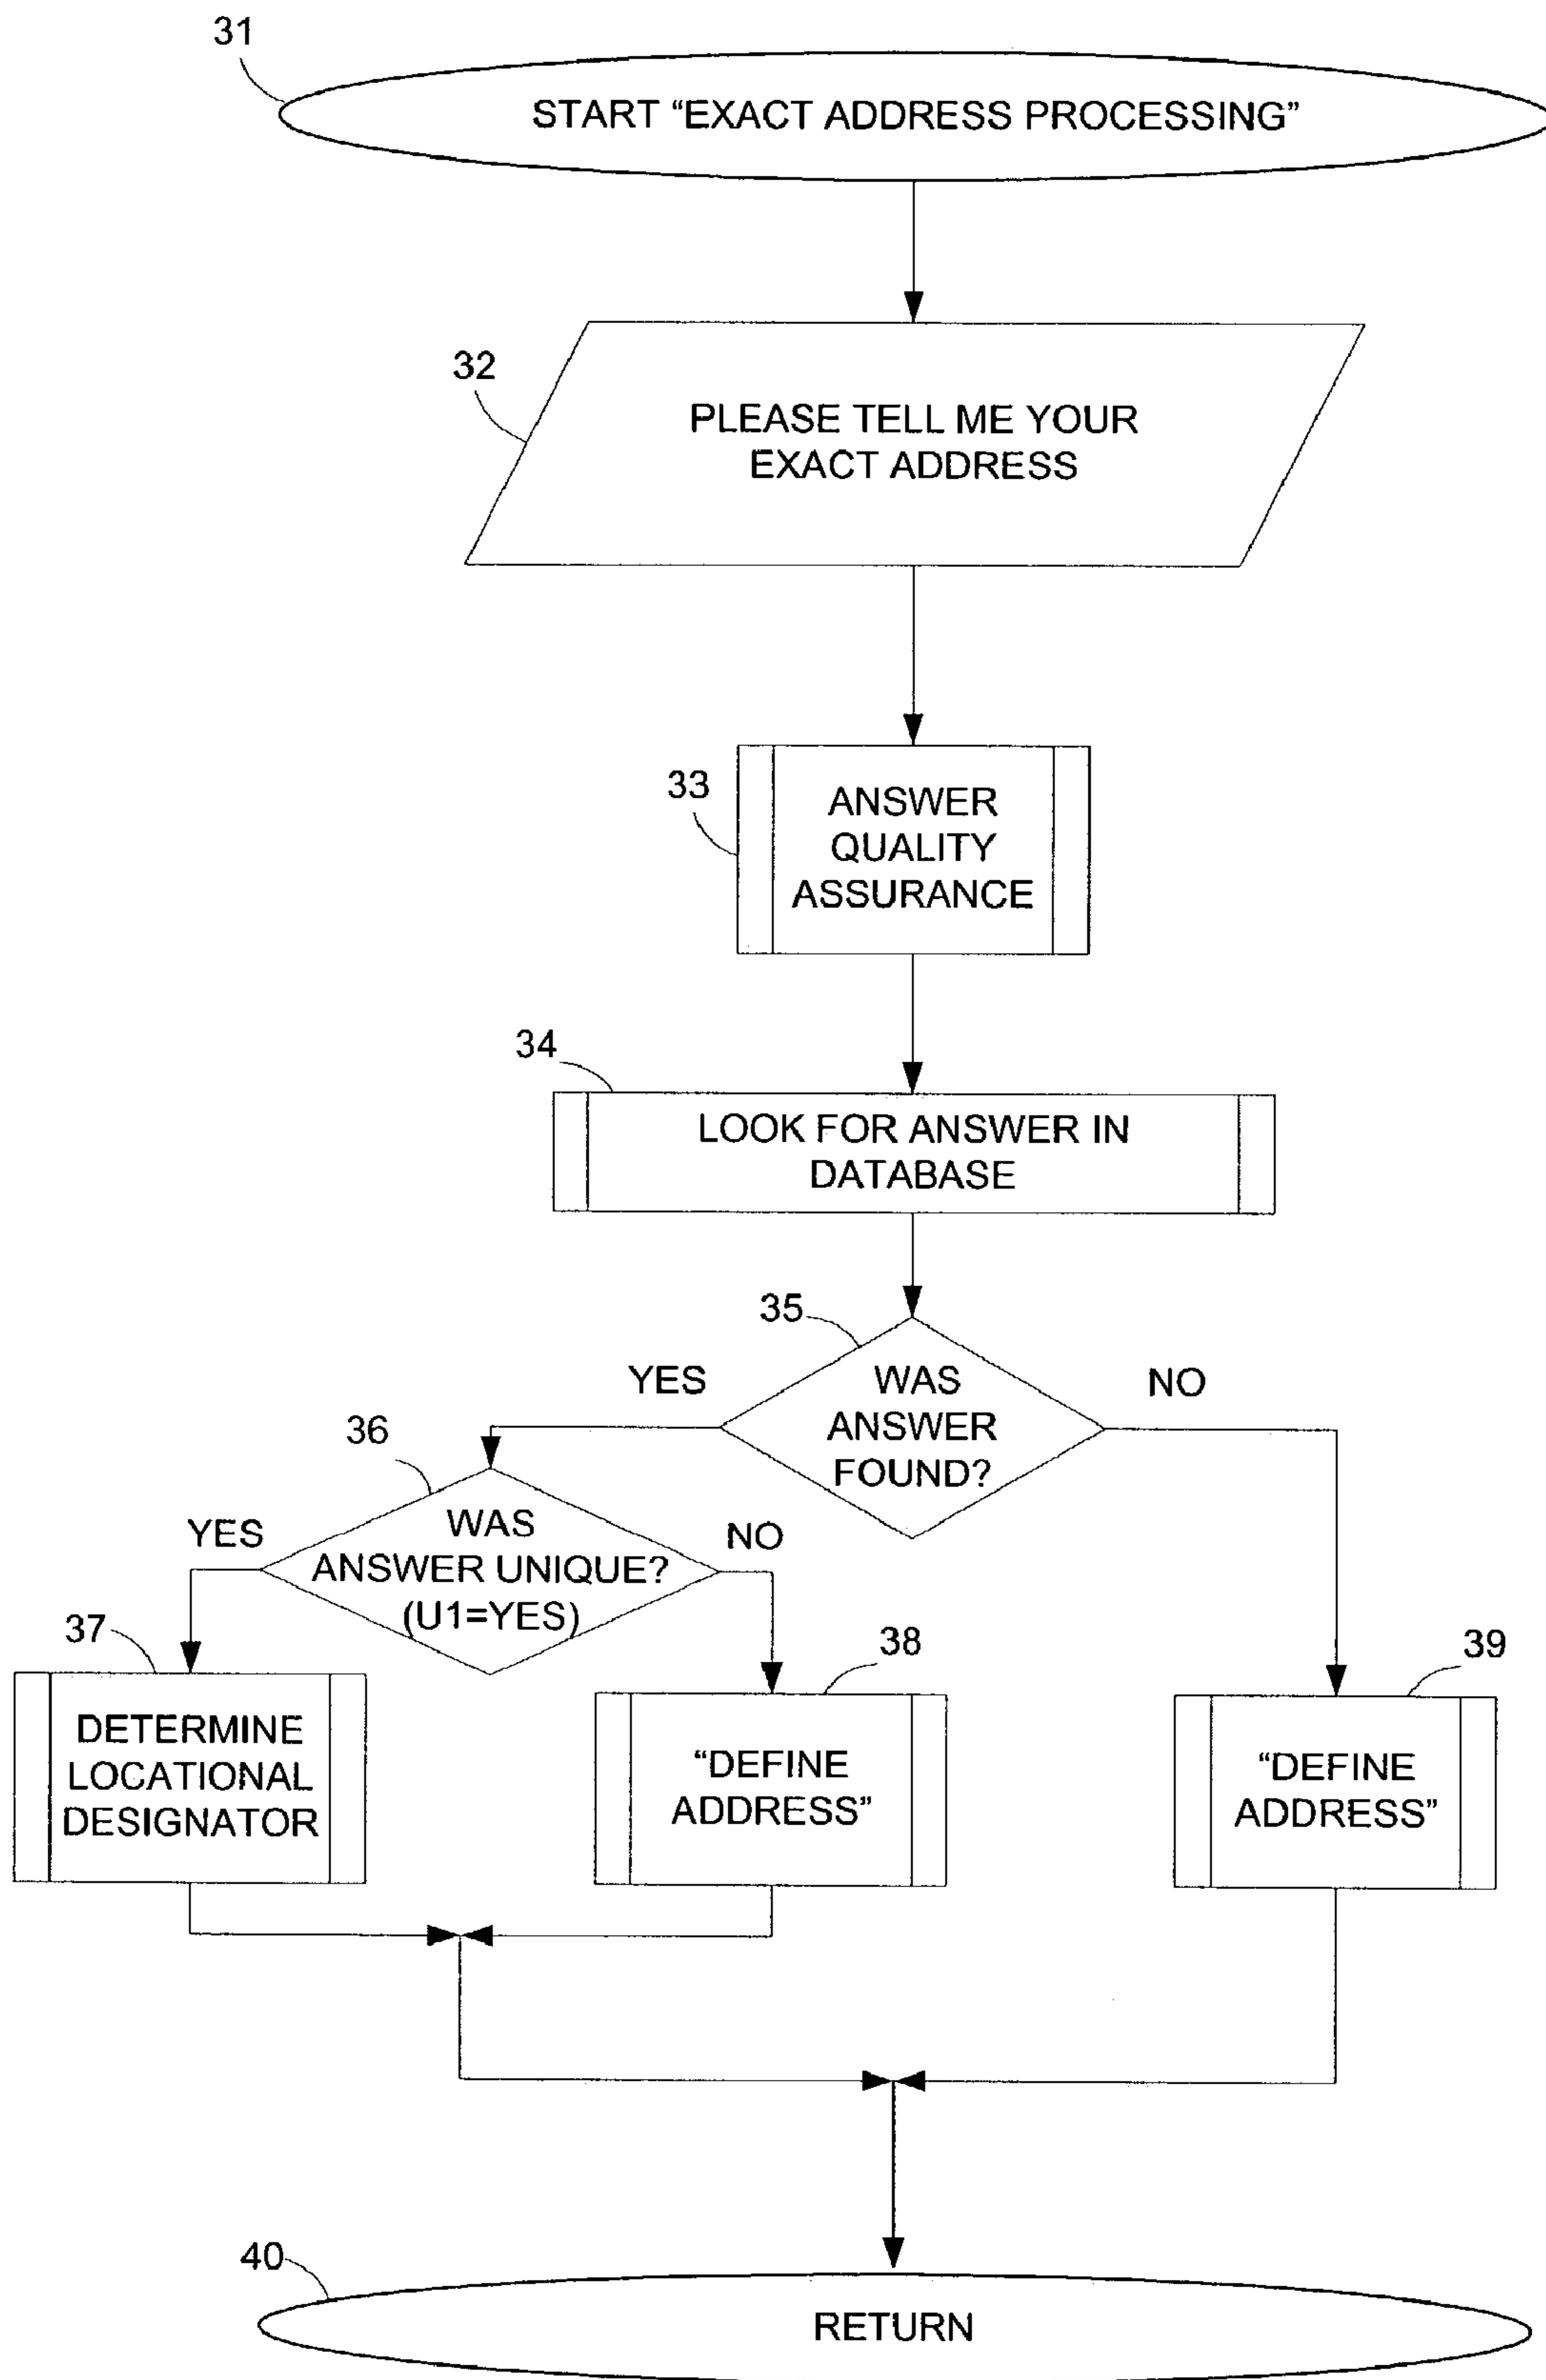 31
START “EXACT ADDRESS PROCESSING”
32
PLEASE TELL ME YOUR
EXACT ADDRESS
33
ANSWER
QUALITY
ASSURANCE
34
LOOK FOR ANSWER IN
DATABASE
35
YES
WAS
ANSWER
FOUND?
NO
36
YES
WAS
ANSWER UNIQUE?
(U1=YES)
NO
37
DETERMINE
LOCATIONAL
DESIGNATOR
38
“DEFINE
ADDRESS”
39
“DEFINE
ADDRESS”
40
RETURN